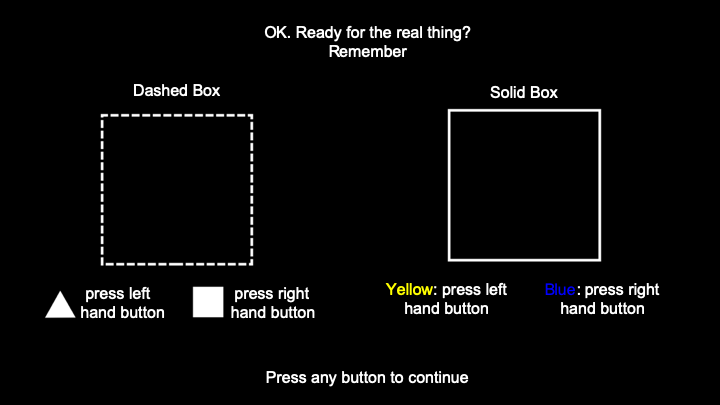 OK. Ready for the real thing?
Remember
Dashed Box
Solid Box
press left
hand button
press right
hand button
Yellow: press left
hand button
Blue: press right
hand button
Press any button to continue